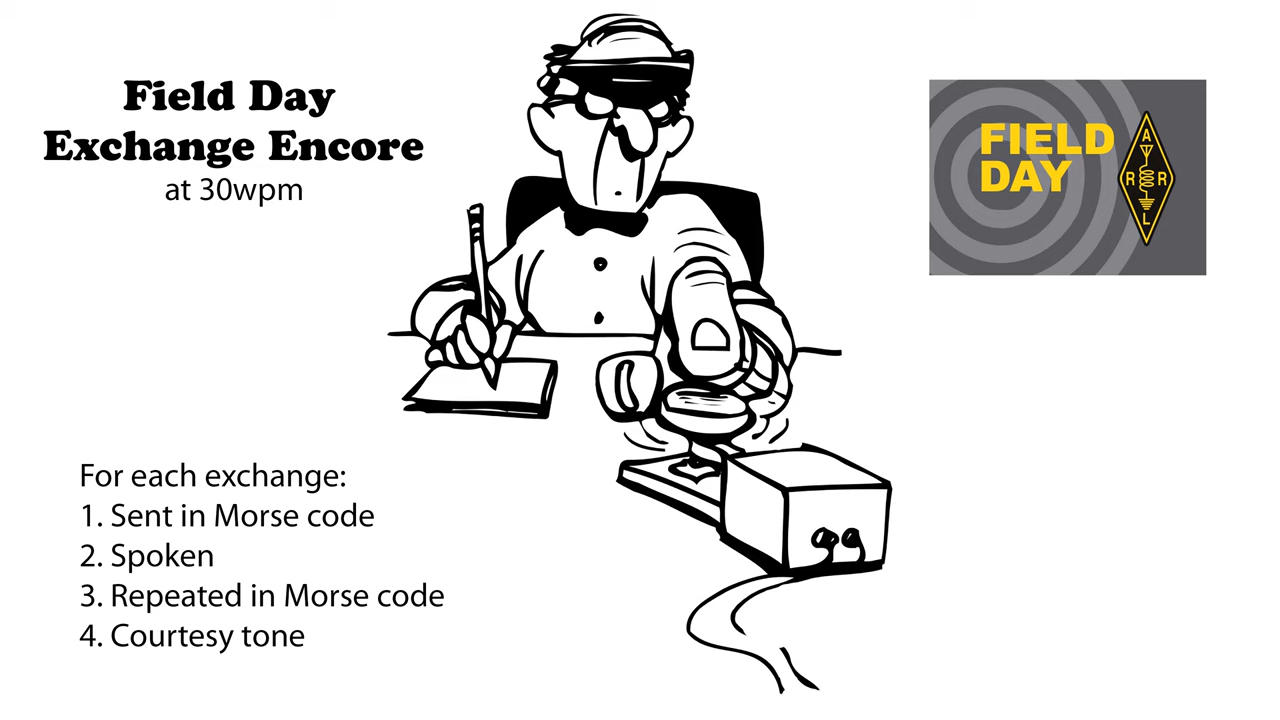 Field Day
Exchange Encore
at 30wpm
FIELD
DAY
A
R R
L
For each exchange:
1. Sent in Morse code
2. Spoken
3. Repeated in Morse code
4. Courtesy tone